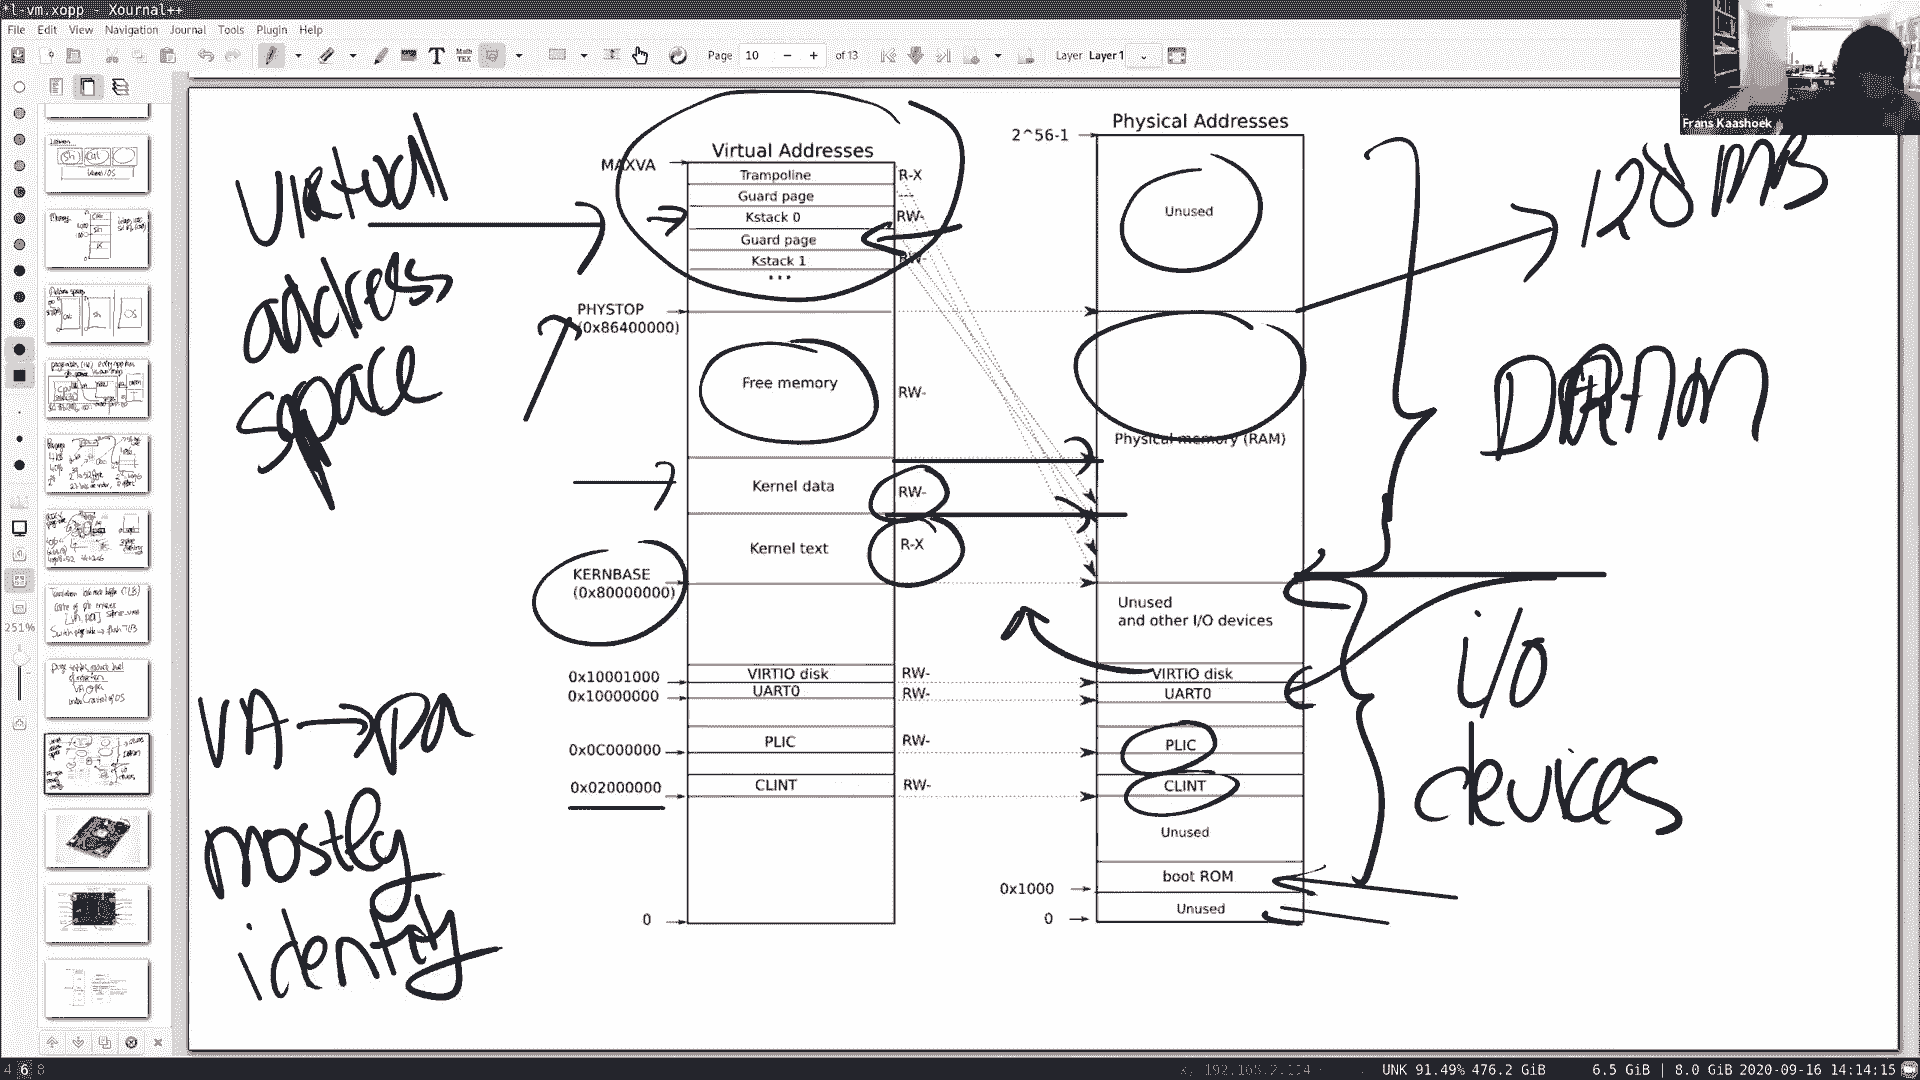 *l-vm.xopp - Xournal++
File Edit View Navigation Journal Tools Plugin Help
Page 10 - + of 13 Layer Layer 1
Frans Kaashoek
251%
Virtual
address
space
VA → pa
mostly
identity
Virtual Addresses
MAXVA
Trampoline R-X
Guard page
Kstack 0 RW-
Guard page
Kstack 1 RW-
...
PHYSTOP
(0x86400000)
Free memory RW-
Kernel data RW-
Kernel text R-X
KERNBASE
(0x80000000)
0x10001000 VIRTIO disk RW-
0x10000000 UART0 RW-
0x0C000000 PLIC RW-
0x02000000 CLINT RW-
0
Physical Addresses
2^56-1
Unused
Physical memory (RAM)
Unused
and other I/O devices
VIRTIO disk
UART0
PLIC
CLINT
Unused
boot ROM
0x1000
Unused
0
128 MB
i/o
devices
4 6 8
UNK 91.49% 476.2 GiB 6.5 GiB | 8.0 GiB 2020-09-16 14:14:15